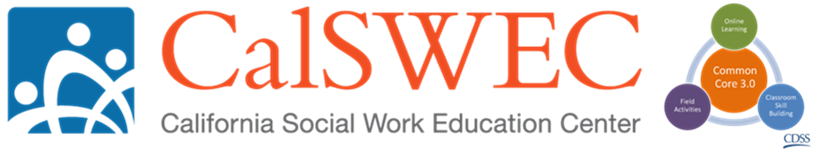 CalSWEC
California Social Work Education Center
Online
Learning
Common
Core 3.0
Field
Activities
Classroom
Skill
Building
CDSS